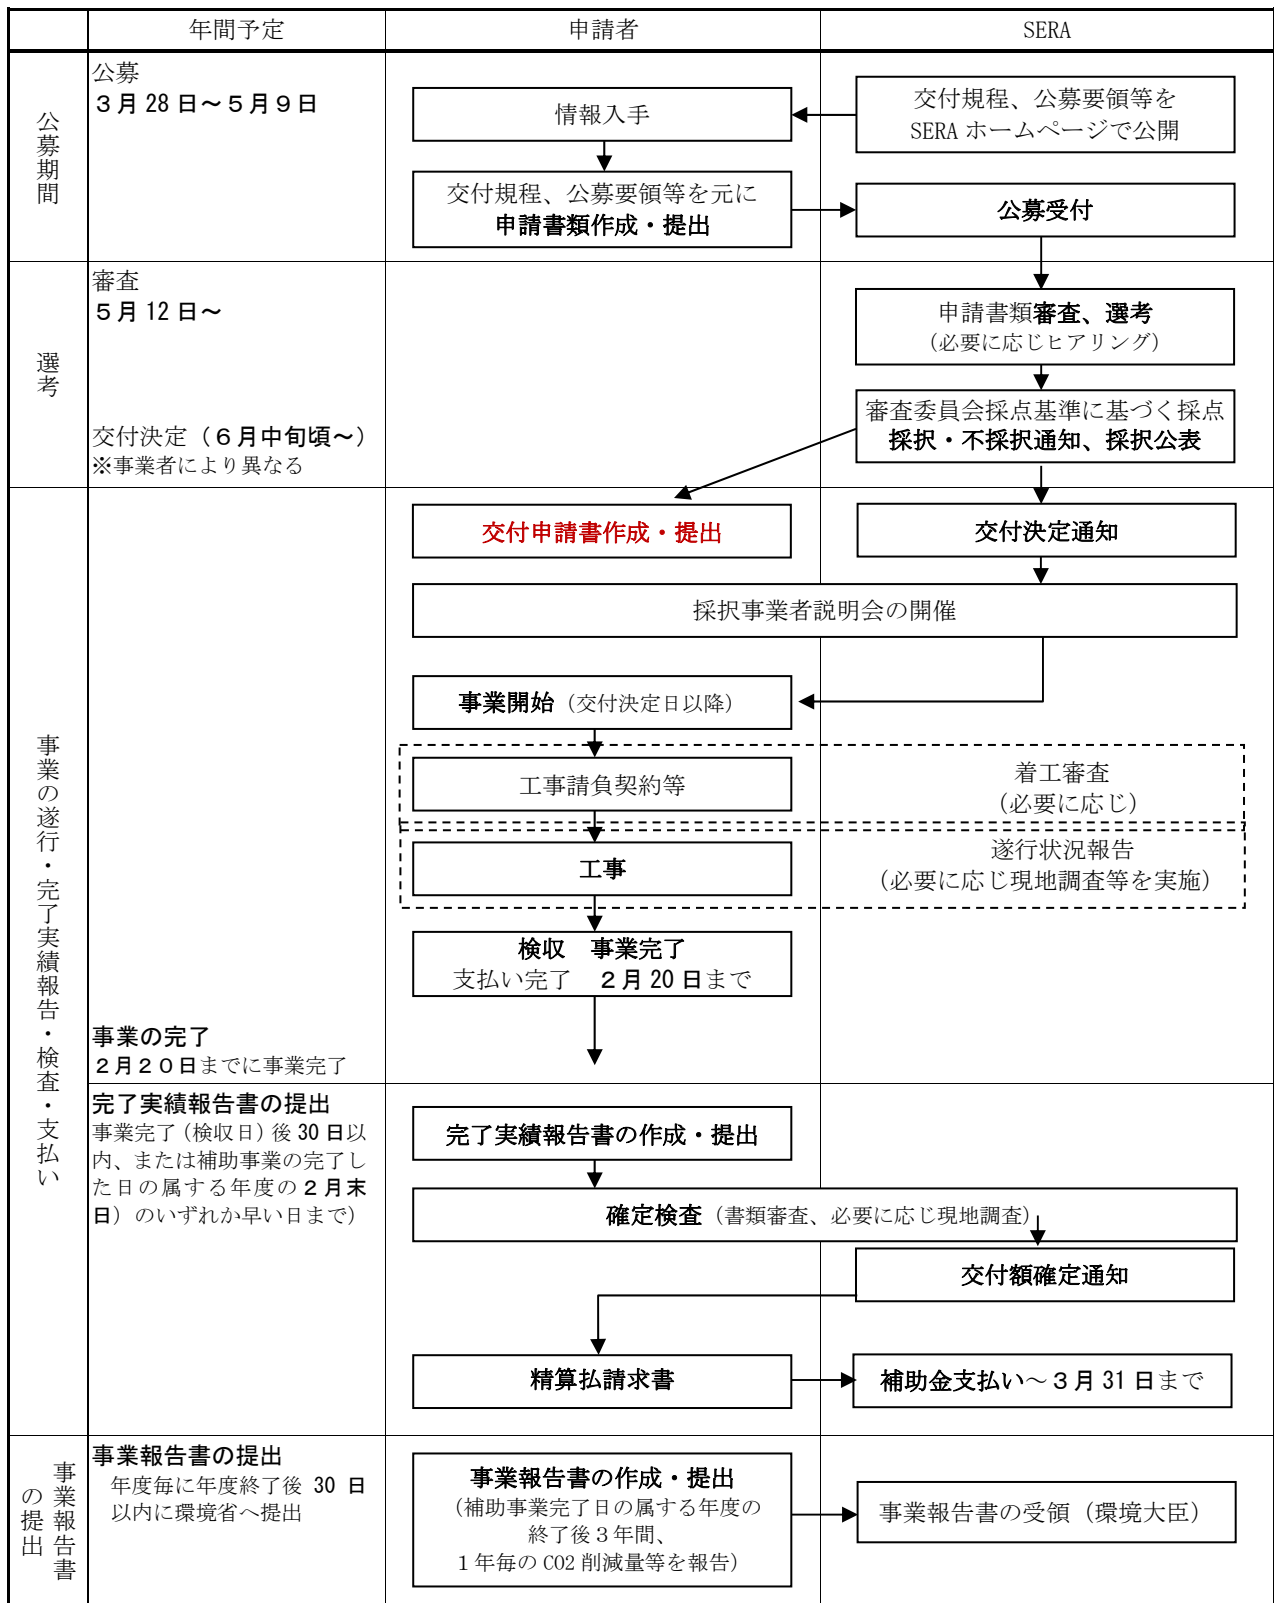 年間予定
申請者
SERA
公募期間
公募
３月28日～５月９日
情報入手
交付規程、公募要領等を
SERAホームページで公開
交付規程、公募要領等を元に
申請書類作成・提出
公募受付
選考
審査
５月12日～
交付決定（６月中旬頃～）
※事業者により異なる
申請書類審査、選考
（必要に応じヒアリング）
審査委員会採点基準に基づく採点
採択・不採択通知、採択公表
事業の遂行・完了実績報告・検査・支払い
交付申請書作成・提出
交付決定通知
採択事業者説明会の開催
事業開始（交付決定日以降）
工事請負契約等
着工審査
（必要に応じ）
工事
遂行状況報告
（必要に応じ現地調査等を実施）
検収　事業完了
支払い完了　２月20日まで
事業の完了
２月２０日までに事業完了
完了実績報告書の提出
事業完了（検収日）後30日以
内、または補助事業の完了し
た日の属する年度の２月末
日）のいずれか早い日まで）
完了実績報告書の作成・提出
確定検査（書類審査、必要に応じ現地調査）
交付額確定通知
精算払請求書
補助金支払い～３月31日まで
事業報告書
の提出
事業報告書の提出
年度毎に年度終了後 30 日
以内に環境省へ提出
事業報告書の作成・提出
（補助事業完了日の属する年度の
終了後３年間、
１年毎のCO2削減量等を報告）
事業報告書の受領（環境大臣）